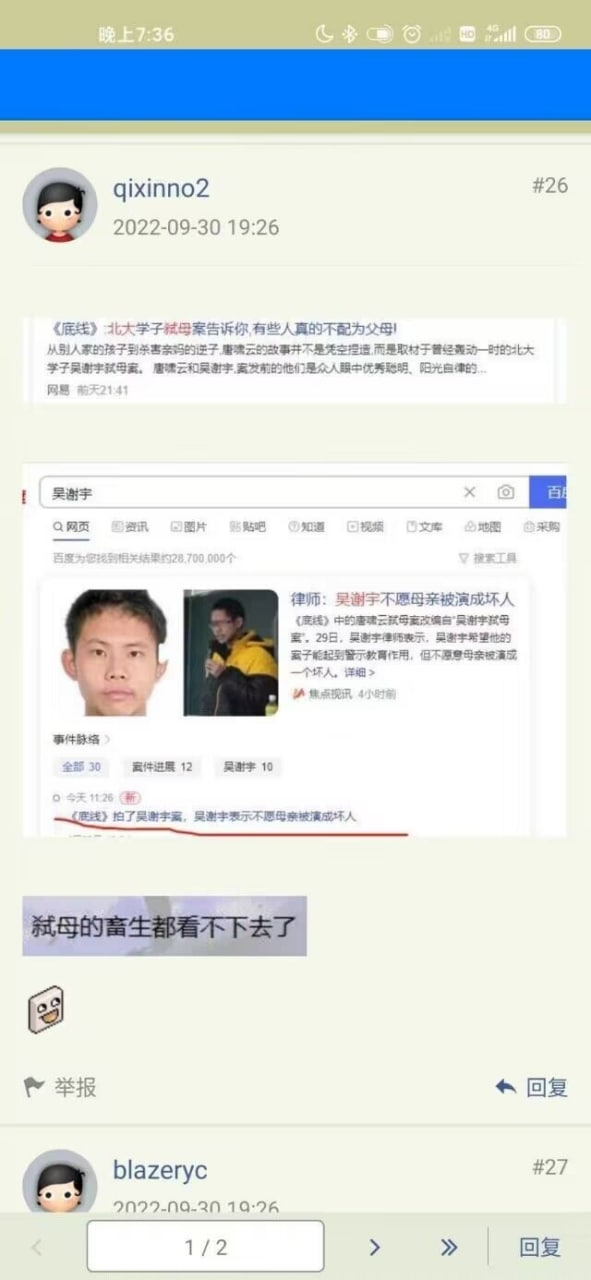 晚上7:36
HD
4G
80
qixinno2
#26
2022-09-30 19:26
《底线》:北大学子弑母案告诉你,有些人真的不配为父母!
从别人家的孩子到杀害亲妈的逆子,唐啸云的故事并不是凭空捏造,而是取材于曾经轰动一时的北大
学子吴谢宇弑母案。 唐啸云和吴谢宇,案发前的他们是众人眼中优秀聪明、阳光自律的...
网易 前天21:41
吴谢宇
网页 资讯 图片 贴吧 知道 视频 文库 地图 采购
百度为您找到相关结果约28,700,000个
搜索工具
律师：吴谢宇不愿母亲被演成坏人
《底线》中的唐啸云弑母案改编自“吴谢宇弑母
案”。29日，吴谢宇律师表示，吴谢宇希望他的
案子能起到警示教育作用，但不愿意母亲被演成
一个坏人。详细 >
焦点视讯 4小时前
事件脉络
全部 30 案件进展 12 吴谢宇 10
今天 11:26 新
《底线》拍了吴谢宇案，吴谢宇表示不愿母亲被演成坏人
弑母的畜生都看不下去了
举报
回复
blazeryc
#27
2022-09-30 19:26
1 / 2
回复